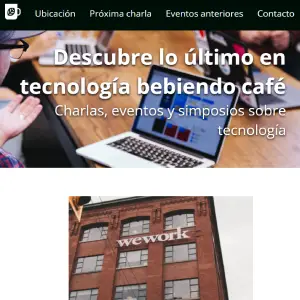 Ubicación Próxima charla Eventos anteriores Contacto
Descubre lo último en
tecnología bebiendo café
Charlas, eventos y simposios sobre
tecnología
wework